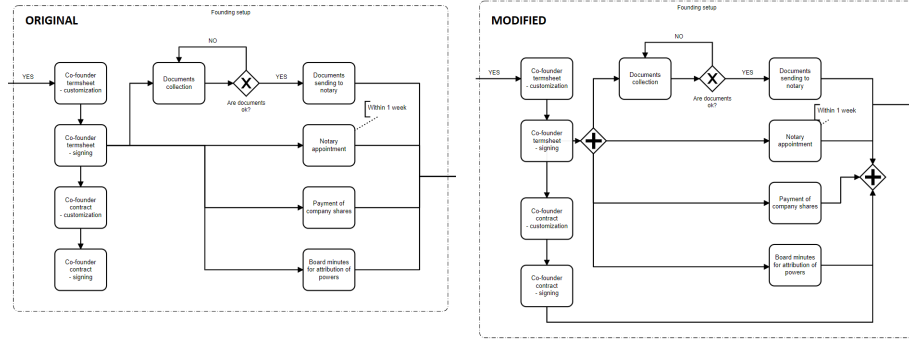 Founding setup
ORIGINAL
NO
YES
Co-founder
termsheet
- customization
Documents
collection
X
YES
Documents
sending to
notary
Are documents
ok?
Within 1 week
Co-founder
termsheet
- signing
Notary
appointment
Co-founder
contract
- customization
Payment of
company shares
Co-founder
contract
- signing
Board minutes
for attribution of
powers
Founding setup
MODIFIED
NO
YES
Co-founder
termsheet
- customization
Documents
collection
X
YES
Documents
sending to
notary
Are documents
ok?
Within 1 week
Co-founder
termsheet
- signing
Notary
appointment
Co-founder
contract
- customization
Payment of
company shares
Co-founder
contract
- signing
Board minutes
for attribution of
powers